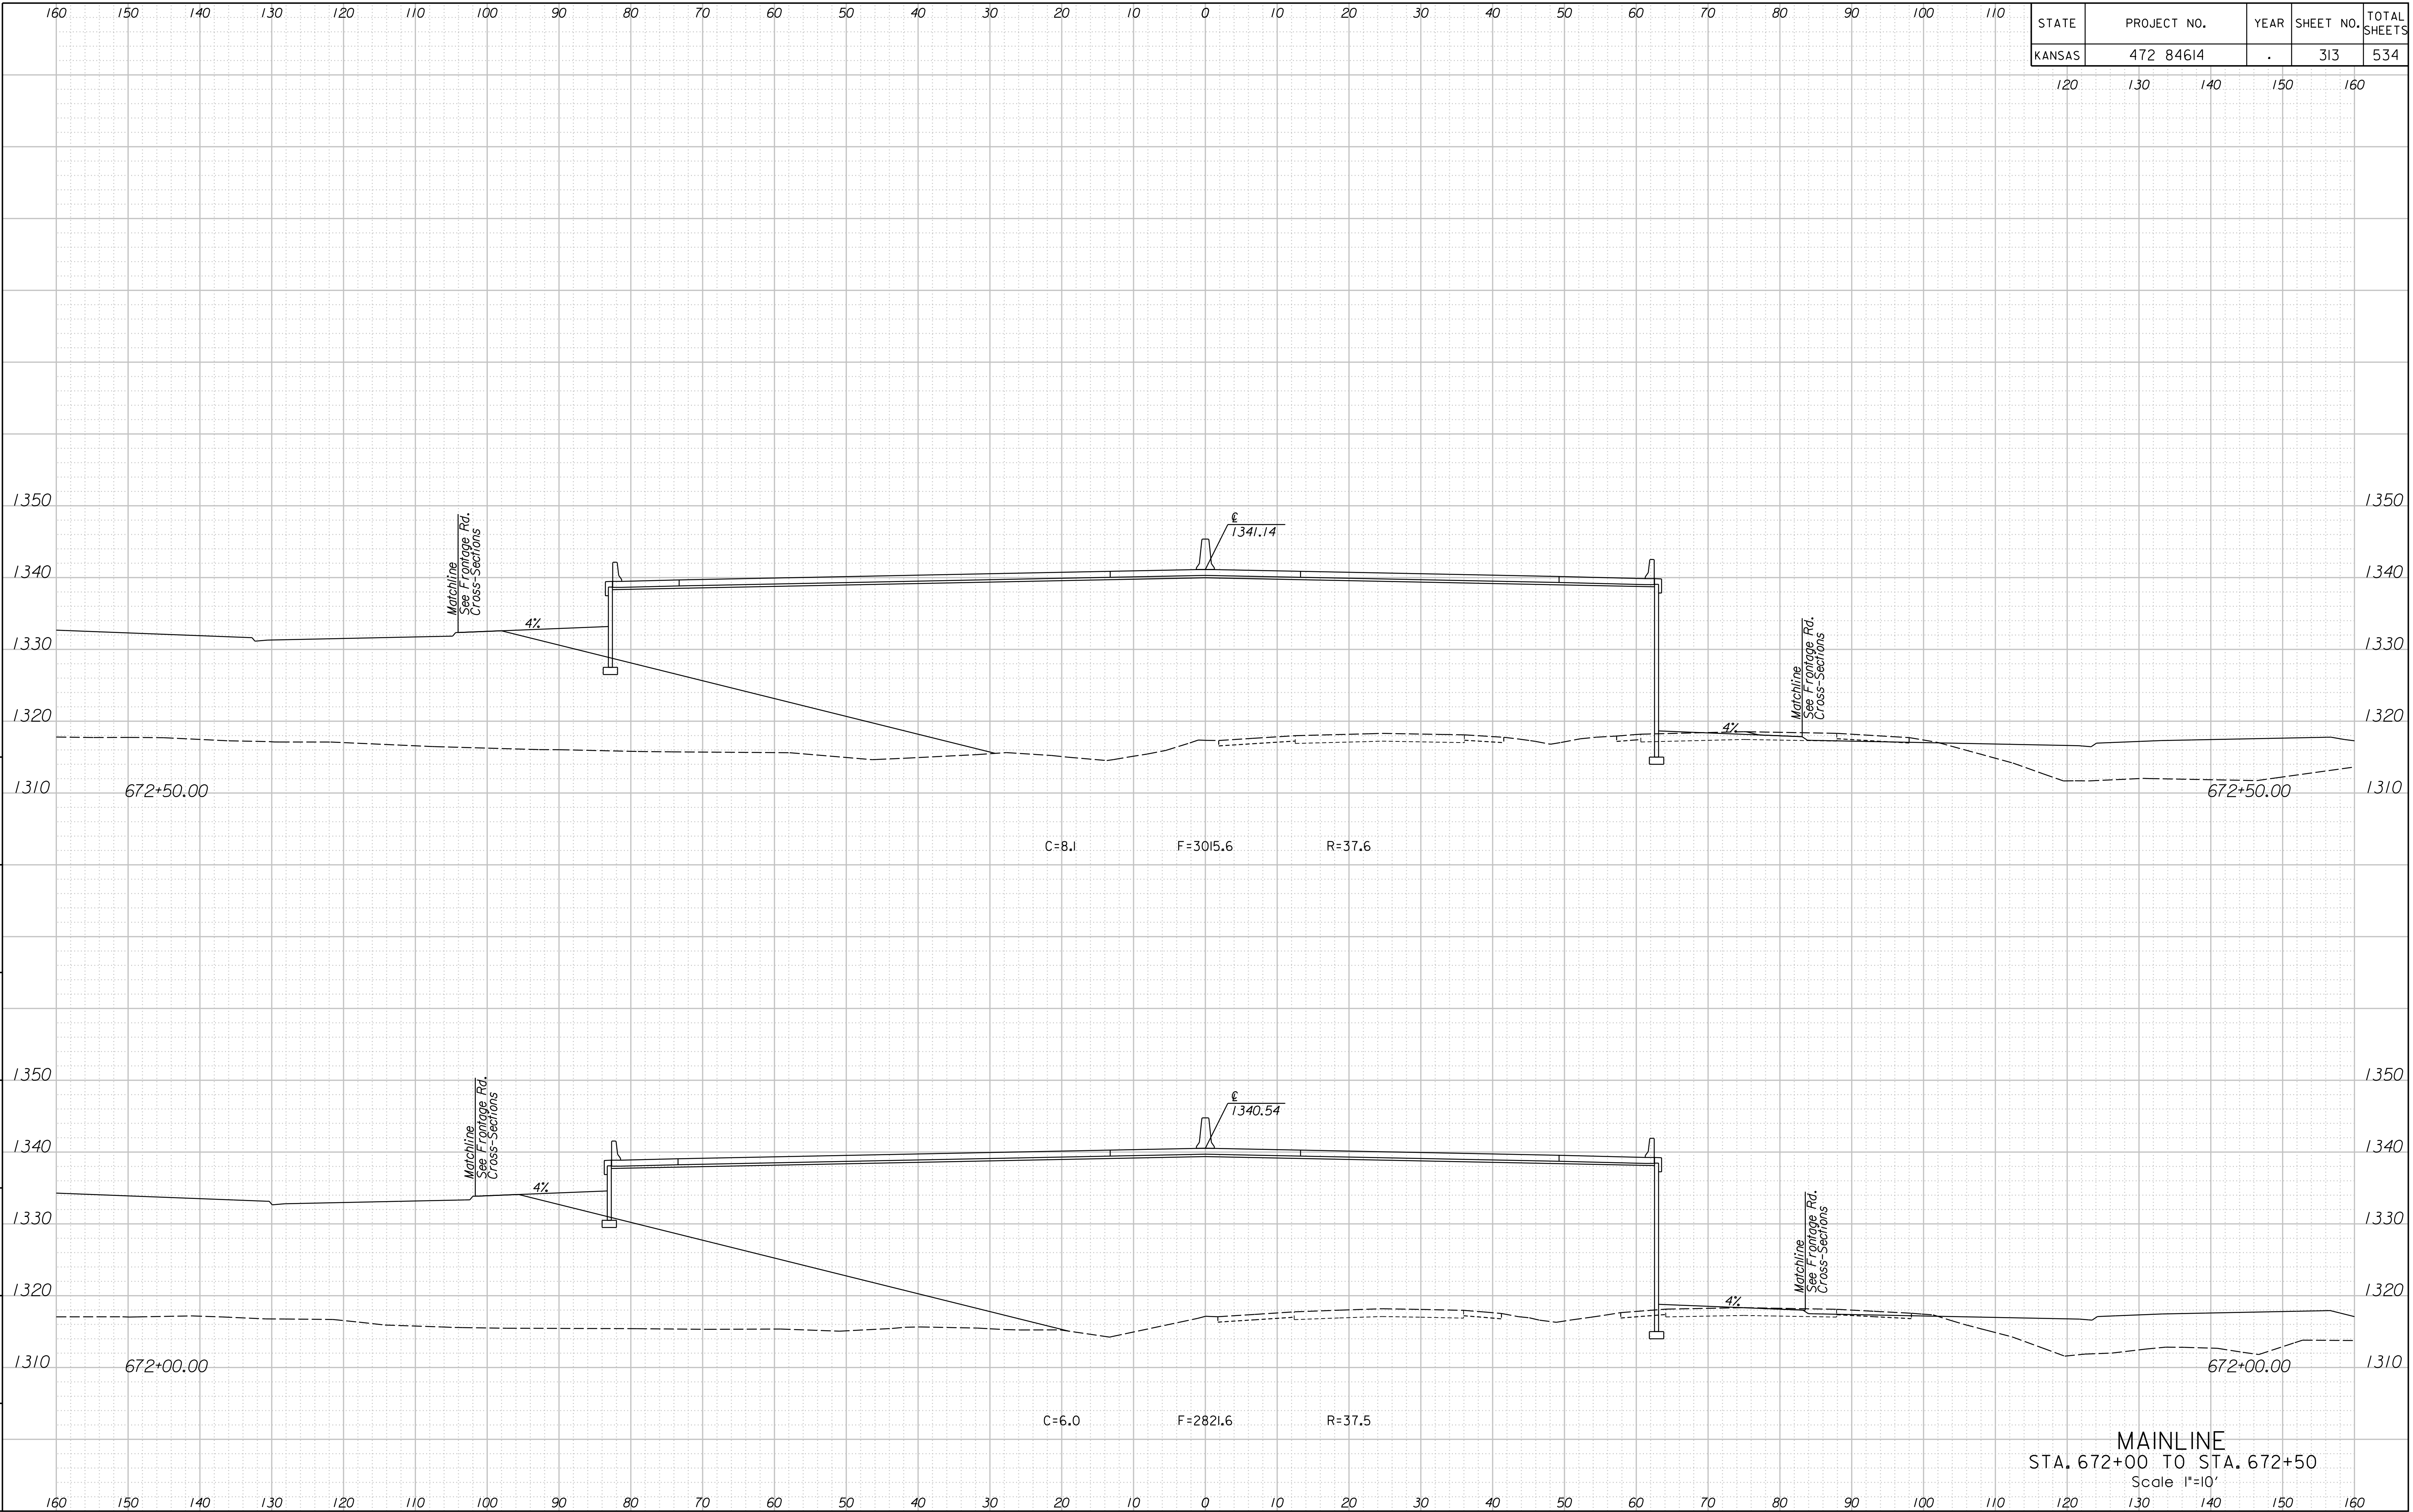 160 150 140 130 120 110 100 90 80 70 60 50 40 30 20 10 0 10 20 30 40 50 60 70 80 90 100 110
STATE PROJECT NO. YEAR SHEET NO. TOTAL SHEETS
KANSAS 472 84614 . 313 534
120 130 140 150 160
1350 1350
Matchline
See Frontage Rd.
Cross-Sections
℄
1341.14
1340 1340
4%
1330 1330
Matchline
See Frontage Rd.
Cross-Sections
1320 1320
4%
1310 1310
672+50.00 672+50.00
C=8.1 F=3015.6 R=37.6
1350 1350
Matchline
See Frontage Rd.
Cross-Sections
℄
1340.54
1340 1340
4%
1330 1330
Matchline
See Frontage Rd.
Cross-Sections
1320 1320
4%
1310 1310
672+00.00 672+00.00
C=6.0 F=2821.6 R=37.5
MAINLINE
STA. 672+00 TO STA. 672+50
Scale 1"=10'
160 150 140 130 120 110 100 90 80 70 60 50 40 30 20 10 0 10 20 30 40 50 60 70 80 90 100 110 120 130 140 150 160